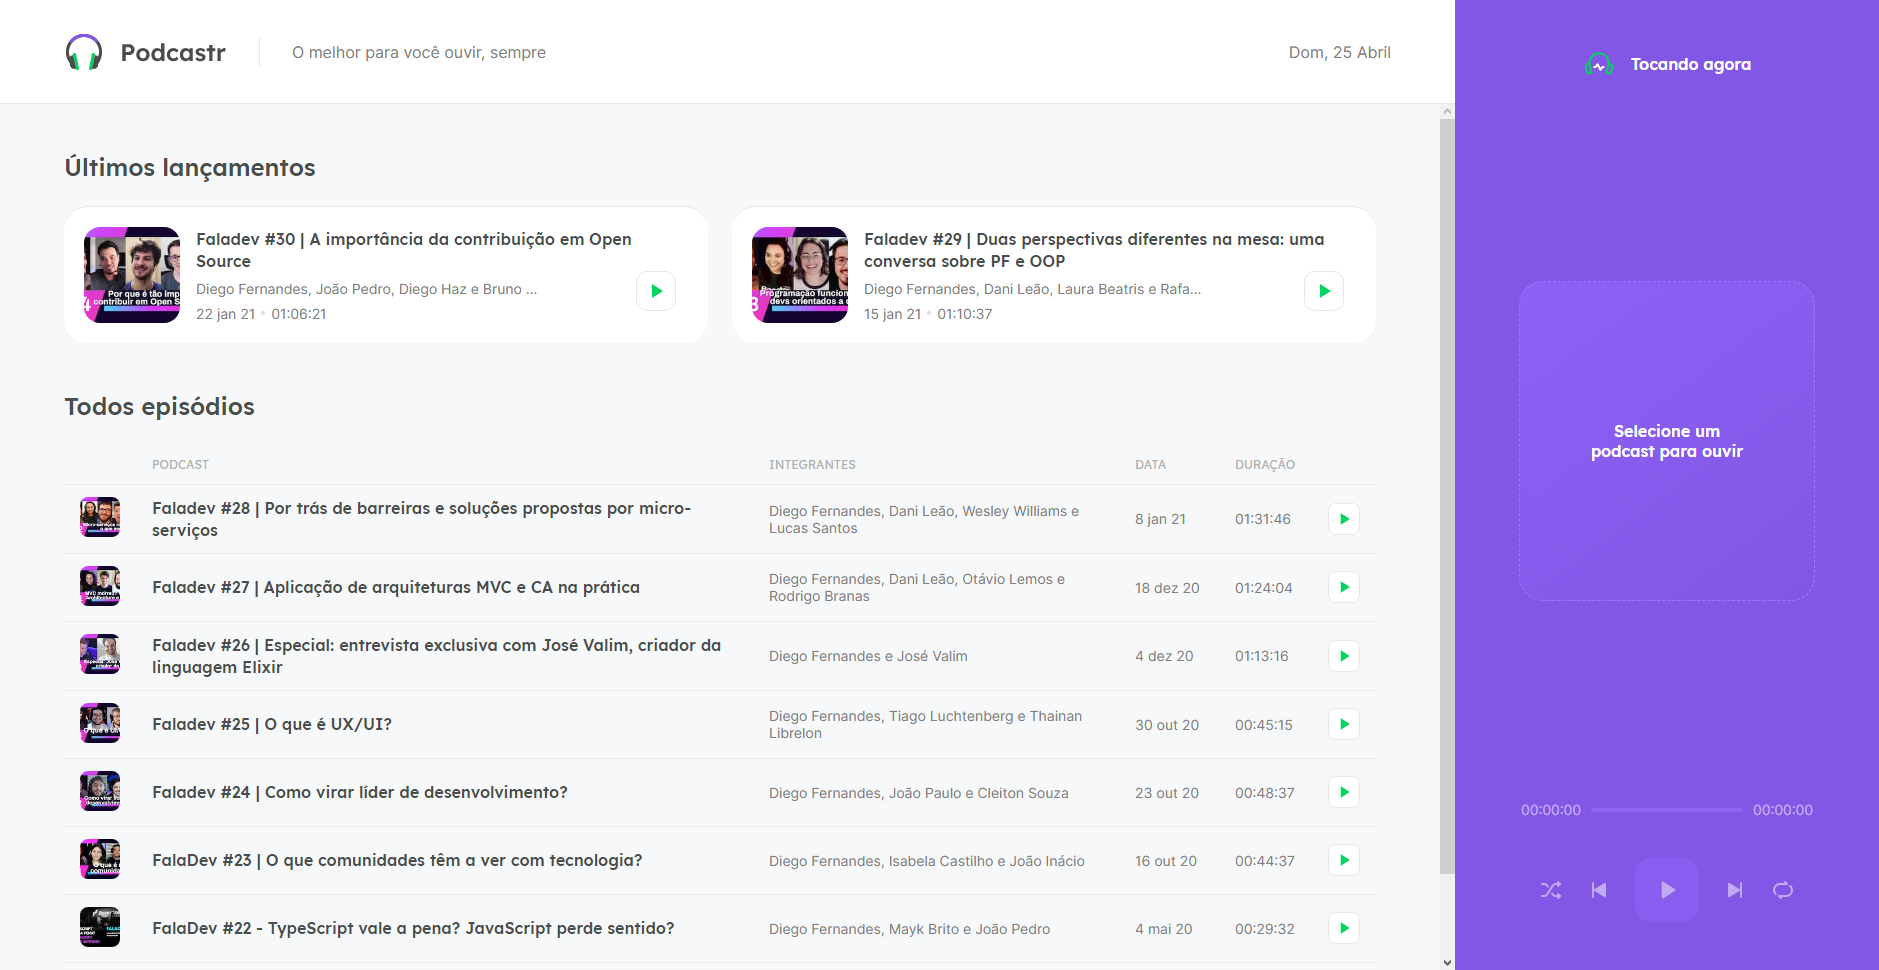 Podcastr
O melhor para você ouvir, sempre
Dom, 25 Abril
Tocando agora
Últimos lançamentos
Faladev #30 | A importância da contribuição em Open
Source
Diego Fernandes, João Pedro, Diego Haz e Bruno ...
22 jan 21 • 01:06:21
Por que é tão imp
contribuir em Open S
Faladev #29 | Duas perspectivas diferentes na mesa: uma
conversa sobre PF e OOP
Diego Fernandes, Dani Leão, Laura Beatris e Rafa...
15 jan 21 • 01:10:37
Programação funcion
devs orientados a
Selecione um
podcast para ouvir
Todos episódios
PODCAST INTEGRANTES DATA DURAÇÃO
Faladev #28 | Por trás de barreiras e soluções propostas por micro-
serviços
Diego Fernandes, Dani Leão, Wesley Williams e
Lucas Santos
8 jan 21
01:31:46
Faladev #27 | Aplicação de arquiteturas MVC e CA na prática
Diego Fernandes, Dani Leão, Otávio Lemos e
Rodrigo Branas
18 dez 20
01:24:04
Faladev #26 | Especial: entrevista exclusiva com José Valim, criador da
linguagem Elixir
Diego Fernandes e José Valim
4 dez 20
01:13:16
Faladev #25 | O que é UX/UI?
Diego Fernandes, Tiago Luchtenberg e Thainan
Librelon
30 out 20
00:45:15
Faladev #24 | Como virar líder de desenvolvimento?
Diego Fernandes, João Paulo e Cleiton Souza
23 out 20
00:48:37
FalaDev #23 | O que comunidades têm a ver com tecnologia?
Diego Fernandes, Isabela Castilho e João Inácio
16 out 20
00:44:37
FalaDev #22 - TypeScript vale a pena? JavaScript perde sentido?
Diego Fernandes, Mayk Brito e João Pedro
4 mai 20
00:29:32
00:00:00 00:00:00